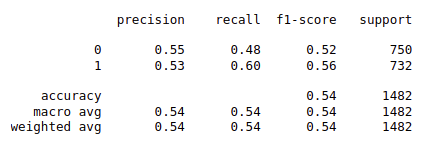 precision recall f1-score support
0 0.55 0.48 0.52 750
1 0.53 0.60 0.56 732
accuracy 0.54 1482
macro avg 0.54 0.54 0.54 1482
weighted avg 0.54 0.54 0.54 1482